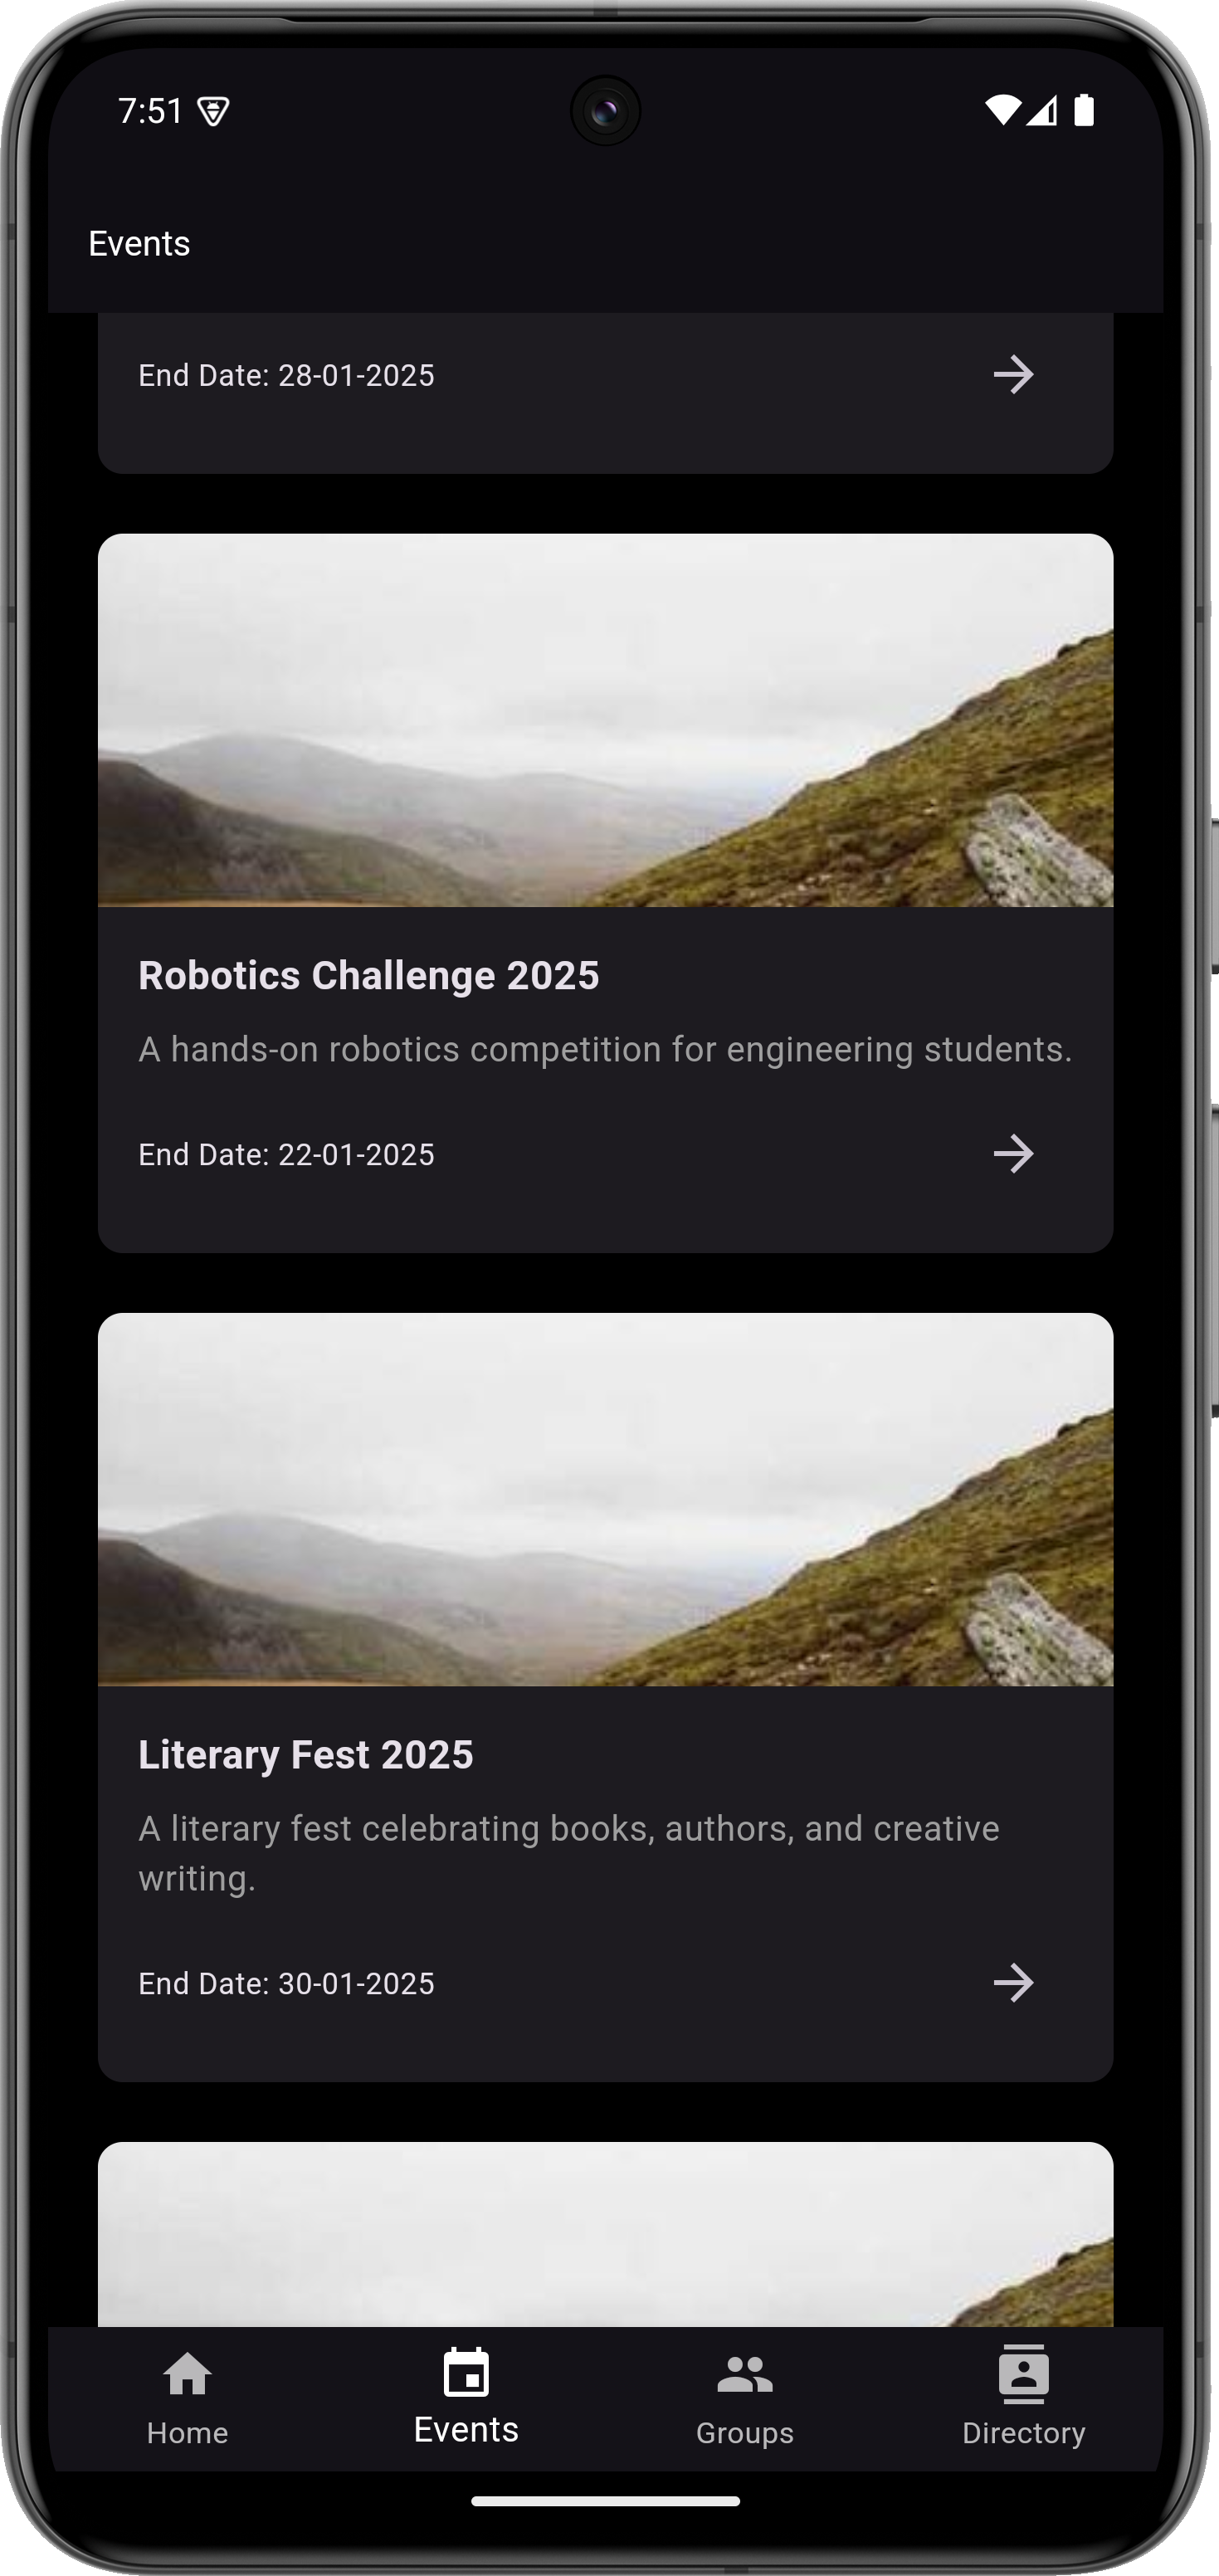 7:51
Events
End Date: 28-01-2025
Robotics Challenge 2025
A hands-on robotics competition for engineering students.
End Date: 22-01-2025
Literary Fest 2025
A literary fest celebrating books, authors, and creative
writing.
End Date: 30-01-2025
Home
Events
Groups
Directory